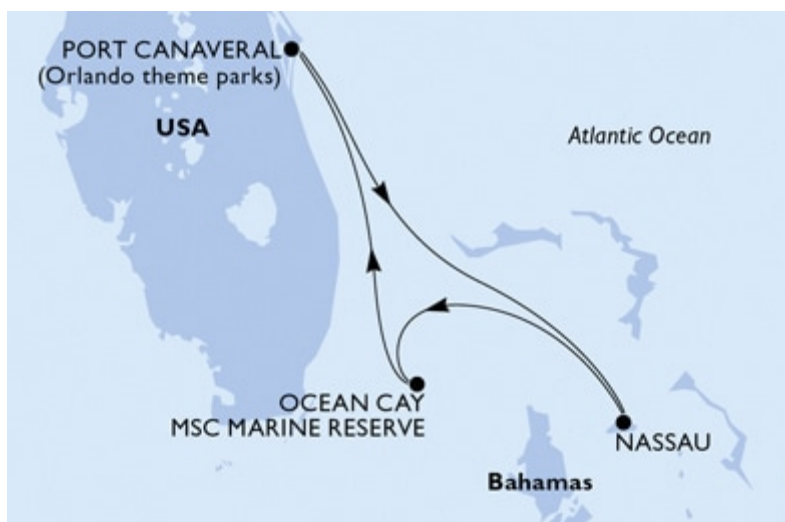 PORT CANAVERAL
(Orlando theme parks)
USA
Atlantic Ocean
OCEAN CAY
MSC MARINE RESERVE
NASSAU
Bahamas